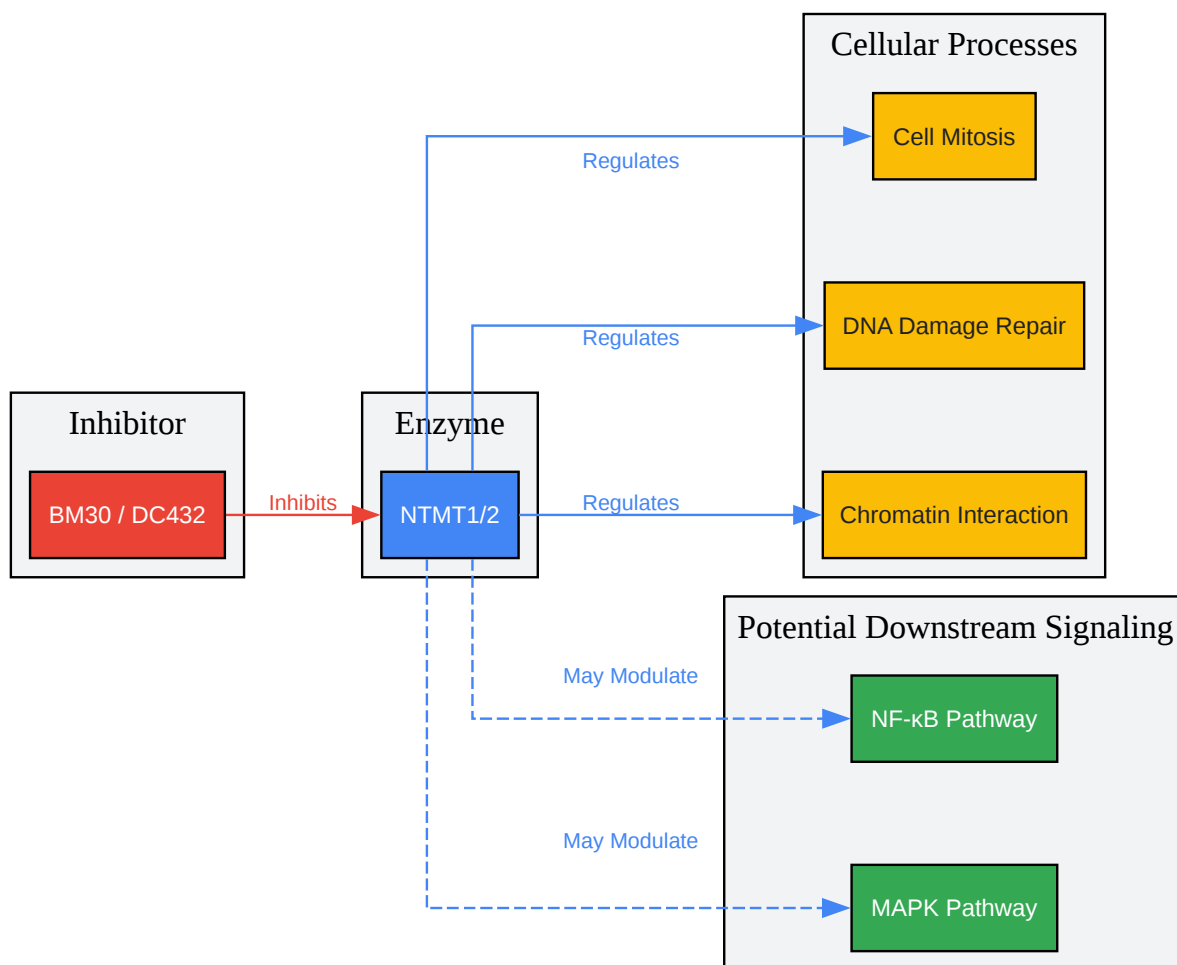 Cellular Processes
Cell Mitosis
Regulates
DNA Damage Repair
Regulates
Inhibitor
Enzyme
BM30 / DC432
Inhibits
NTMT1/2
Regulates
Chromatin Interaction
Potential Downstream Signaling
May Modulate
NF-κB Pathway
May Modulate
MAPK Pathway